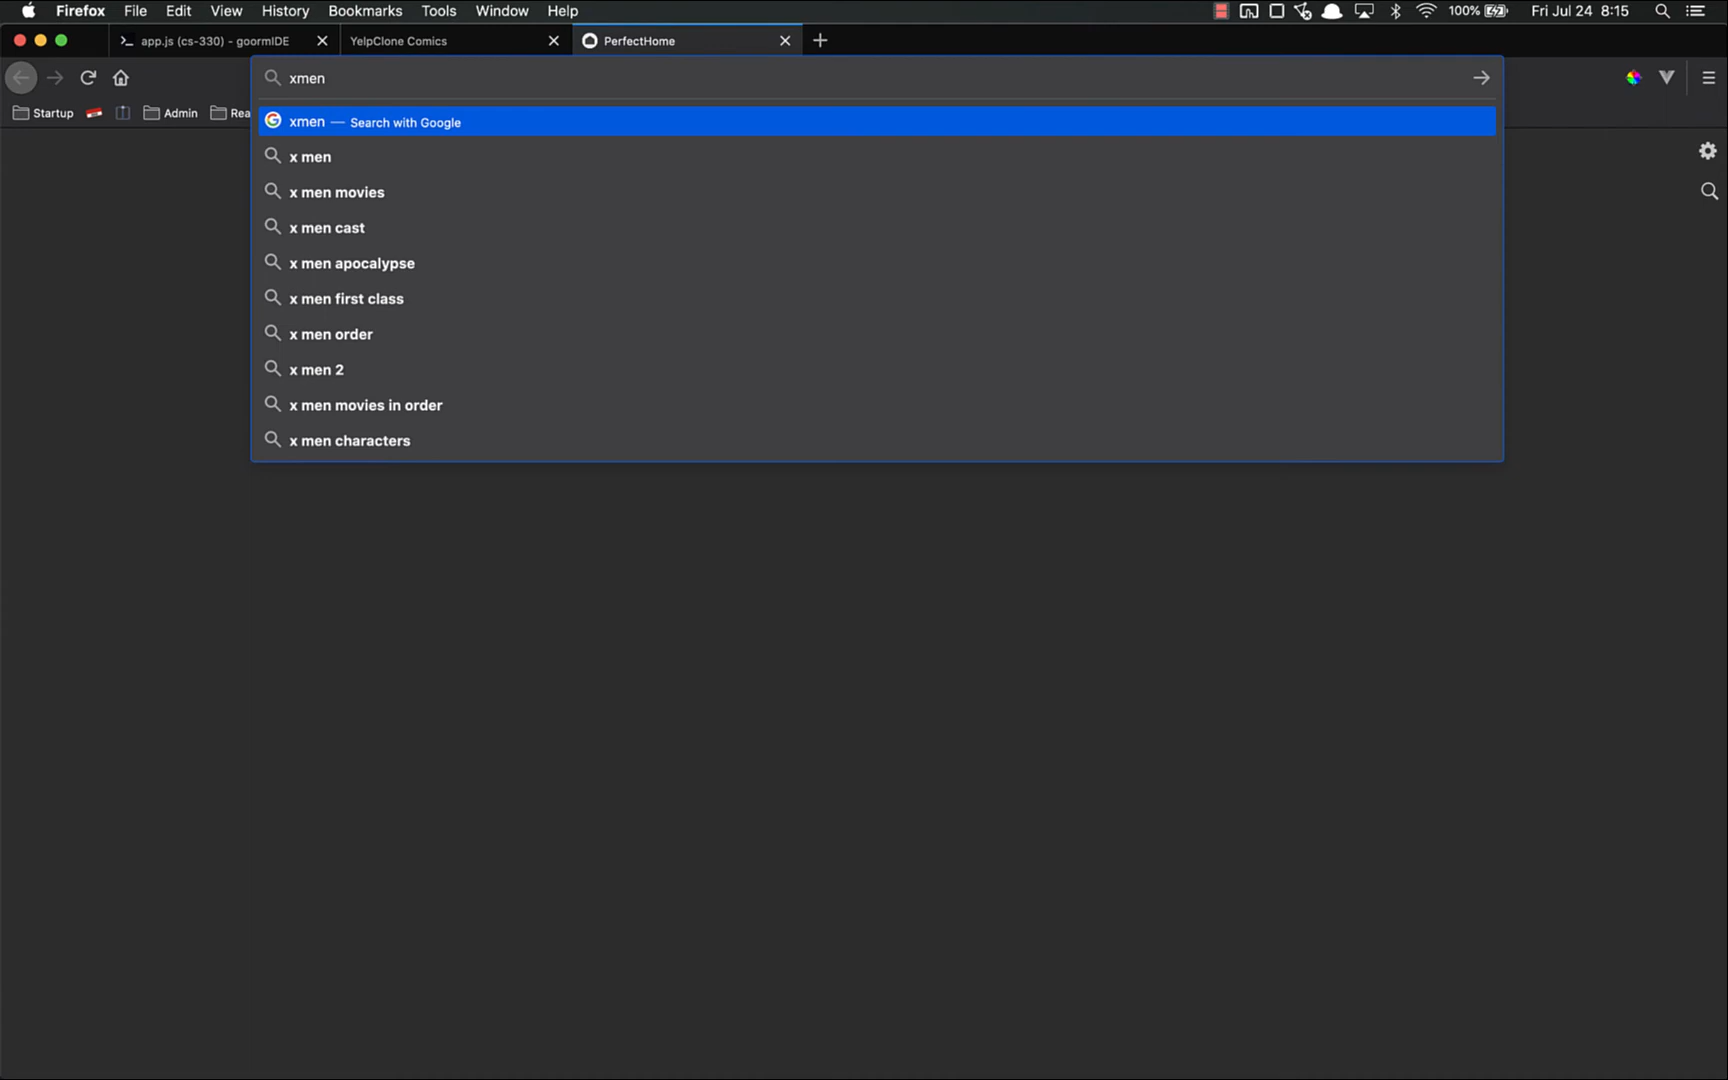 Firefox File Edit View History Bookmarks Tools Window Help 100% Fri Jul 24 8:15
app.js (cs-330) - goormIDE YelpClone Comics PerfectHome
xmen
Startup Admin Rea
xmen — Search with Google
x men
x men movies
x men cast
x men apocalypse
x men first class
x men order
x men 2
x men movies in order
x men characters